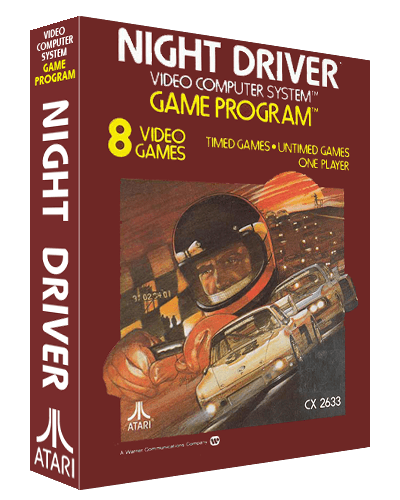 VIDEO
COMPUTER
SYSTEM
GAME
PROGRAM
NIGHT DRIVER
ATARI
NIGHT DRIVER™
VIDEO COMPUTER SYSTEM™
GAME PROGRAM™
8 VIDEO
GAMES
TIMED GAMES • UNTIMED GAMES
ONE PLAYER
ATARI
CX 2633
A Warner Communications Company